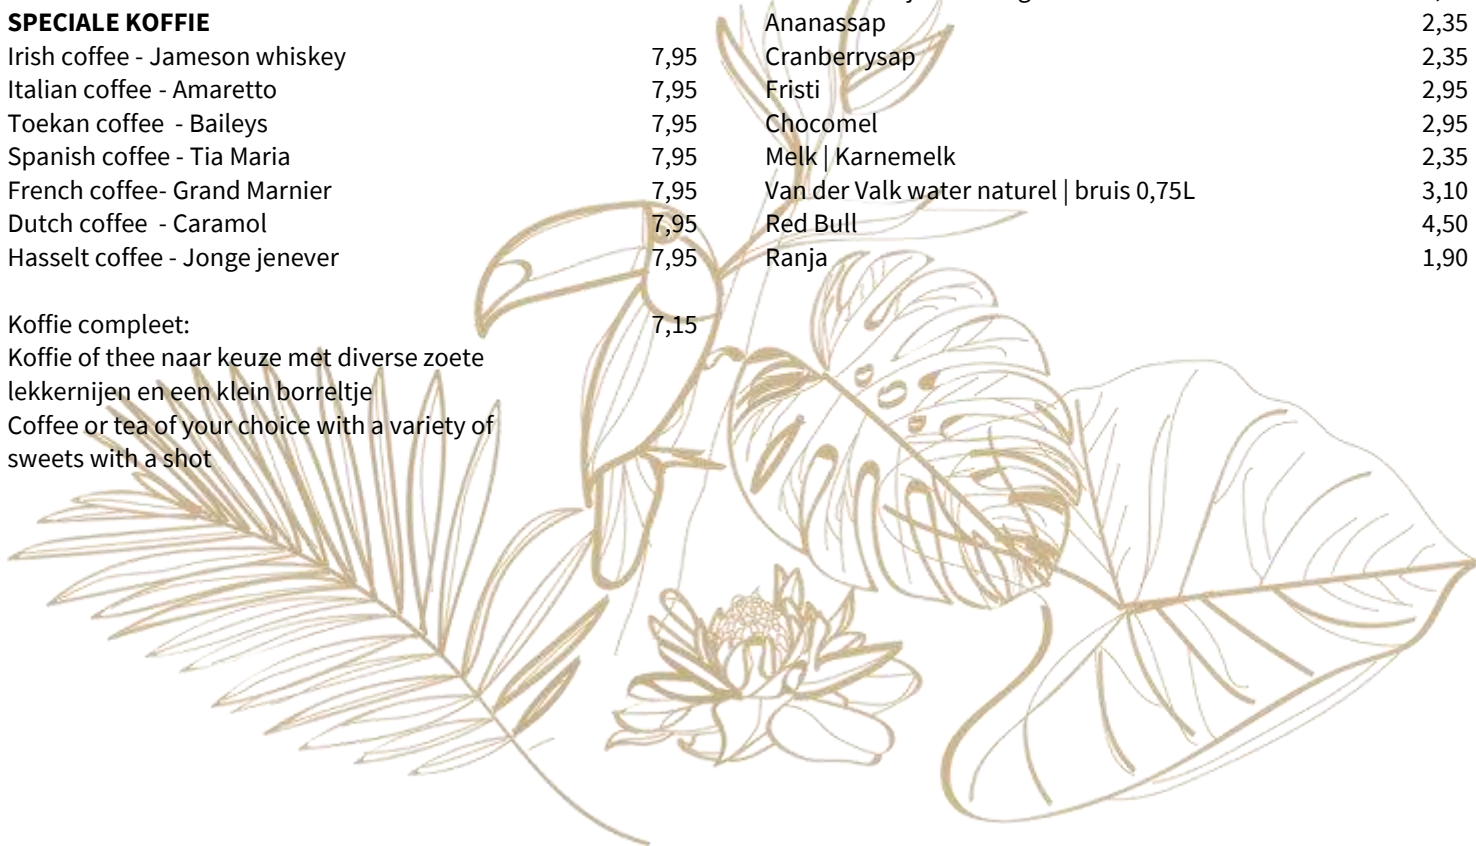 SPECIALE KOFFIE
Irish coffee - Jameson whiskey 7,95
Italian coffee - Amaretto 7,95
Toekan coffee  - Baileys 7,95
Spanish coffee - Tia Maria 7,95
French coffee- Grand Marnier 7,95
Dutch coffee  - Caramol 7,95
Hasselt coffee - Jonge jenever 7,95
Koffie compleet: 7,15
Koffie of thee naar keuze met diverse zoete
lekkernijen en een klein borreltje
Coffee or tea of your choice with a variety of
sweets with a shot
Ananassap 2,35
Cranberrysap 2,35
Fristi 2,95
Chocomel 2,95
Melk | Karnemelk 2,35
Van der Valk water naturel | bruis 0,75L 3,10
Red Bull 4,50
Ranja 1,90